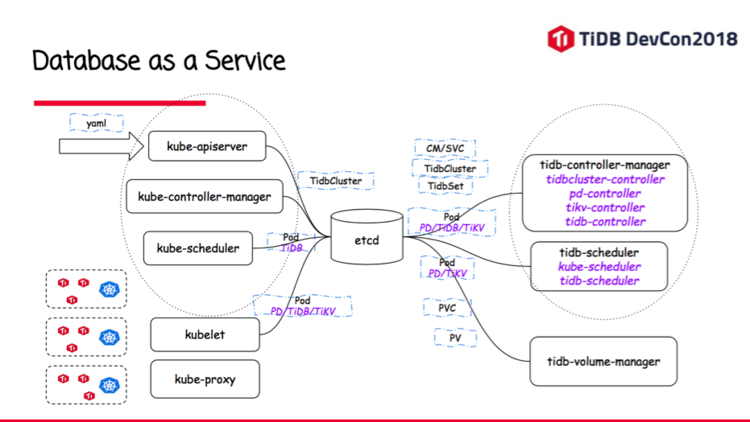 TiDB DevCon2018
Database as a Service
yaml
kube-apiserver
kube-controller-manager
kube-scheduler
kubelet
kube-proxy
TidbCluster
Pod
TiDB
Pod
PD/TiDB/TiKV
etcd
CM/SVC
TidbCluster
TidbSet
Pod
PD/TiDB/TiKV
Pod
PD/TiKV
PVC
PV
tidb-controller-manager
tidbcluster-controller
pd-controller
tikv-controller
tidb-controller
tidb-scheduler
kube-scheduler
tidb-scheduler
tidb-volume-manager